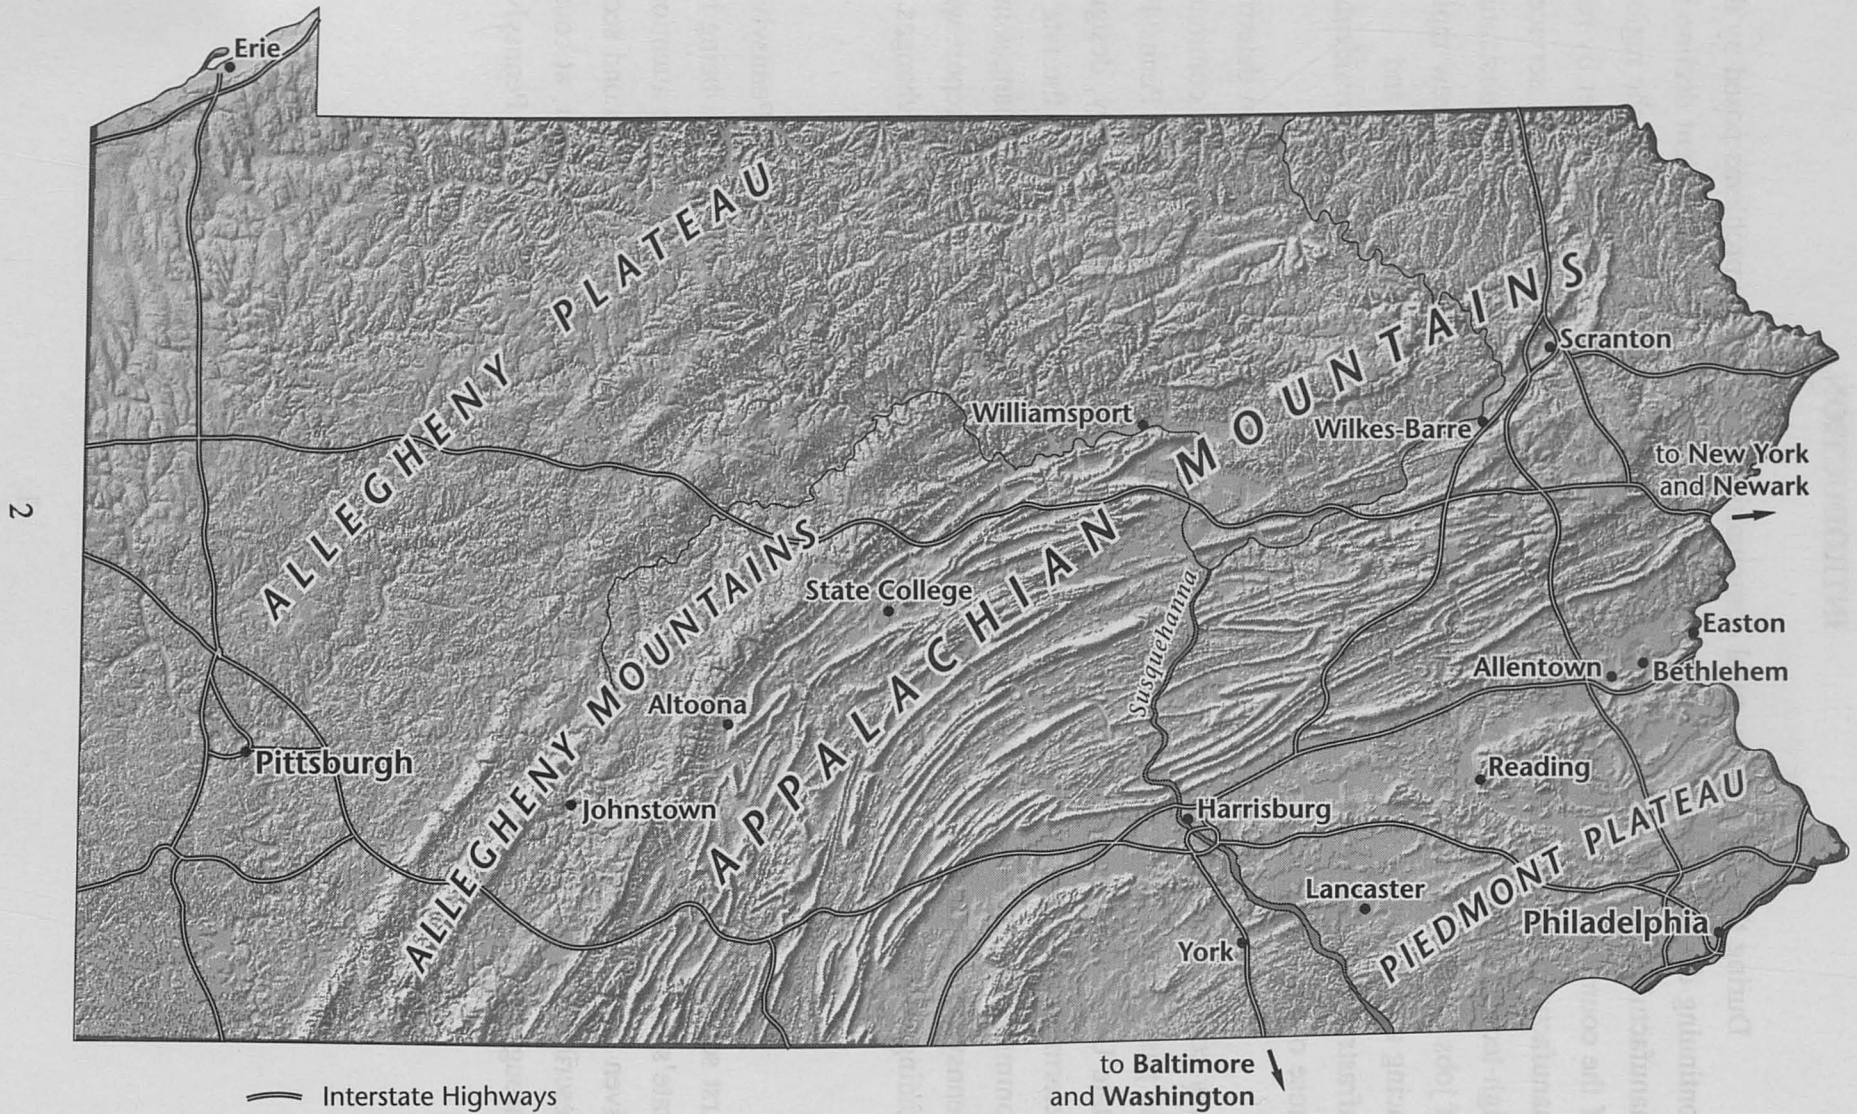 Erie
ALLEGHENY PLATEAU
APPALACHIAN MOUNTAINS
Scranton
Williamsport
Wilkes-Barre
to New York
and Newark
2
ALLEGHENY MOUNTAINS
State College
Susquehanna
Easton
Allentown
Bethlehem
Altoona
Pittsburgh
Johnstown
Reading
Harrisburg
PIEDMONT PLATEAU
Lancaster
Philadelphia
York
to Baltimore
and Washington
Interstate Highways